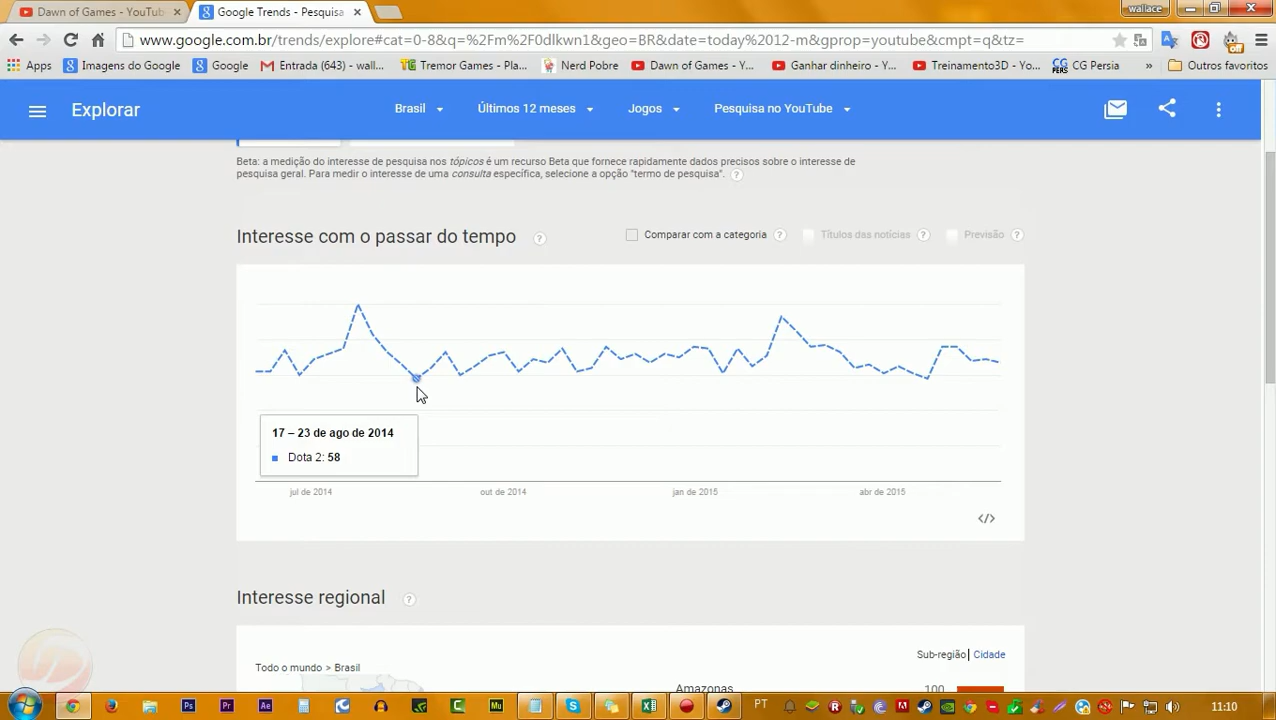 Dawn of Games - YouTub
Google Trends - Pesquisa
wallace
www.google.com.br/trends/explore#cat=0-8&q=%2Fm%2F0dlkwn1&geo=BR&date=today%2012-m&gprop=youtube&cmpt=q&tz=
Apps
Imagens do Google
Google
Entrada (643) - wall...
Tremor Games - Pla...
Nerd Pobre
Dawn of Games - Y...
Ganhar dinheiro - Y...
Treinamento3D - Yo...
CG Persia
»
Outros favoritos
Explorar
Brasil
Últimos 12 meses
Jogos
Pesquisa no YouTube
Beta: a medição do interesse de pesquisa nos tópicos é um recurso Beta que fornece rapidamente dados precisos sobre o interesse de
pesquisa geral. Para medir o interesse de uma consulta específica, selecione a opção "termo de pesquisa". ?
Interesse com o passar do tempo ?
Comparar com a categoria ?
Títulos das notícias ?
Previsão ?
17 – 23 de ago de 2014
Dota 2: 58
jul de 2014
out de 2014
jan de 2015
abr de 2015
</>
Interesse regional ?
Sub-região| Cidade
Todo o mundo > Brasil
Amazonas 100
Ps
Pr
Ae
Mu
PT
11:10